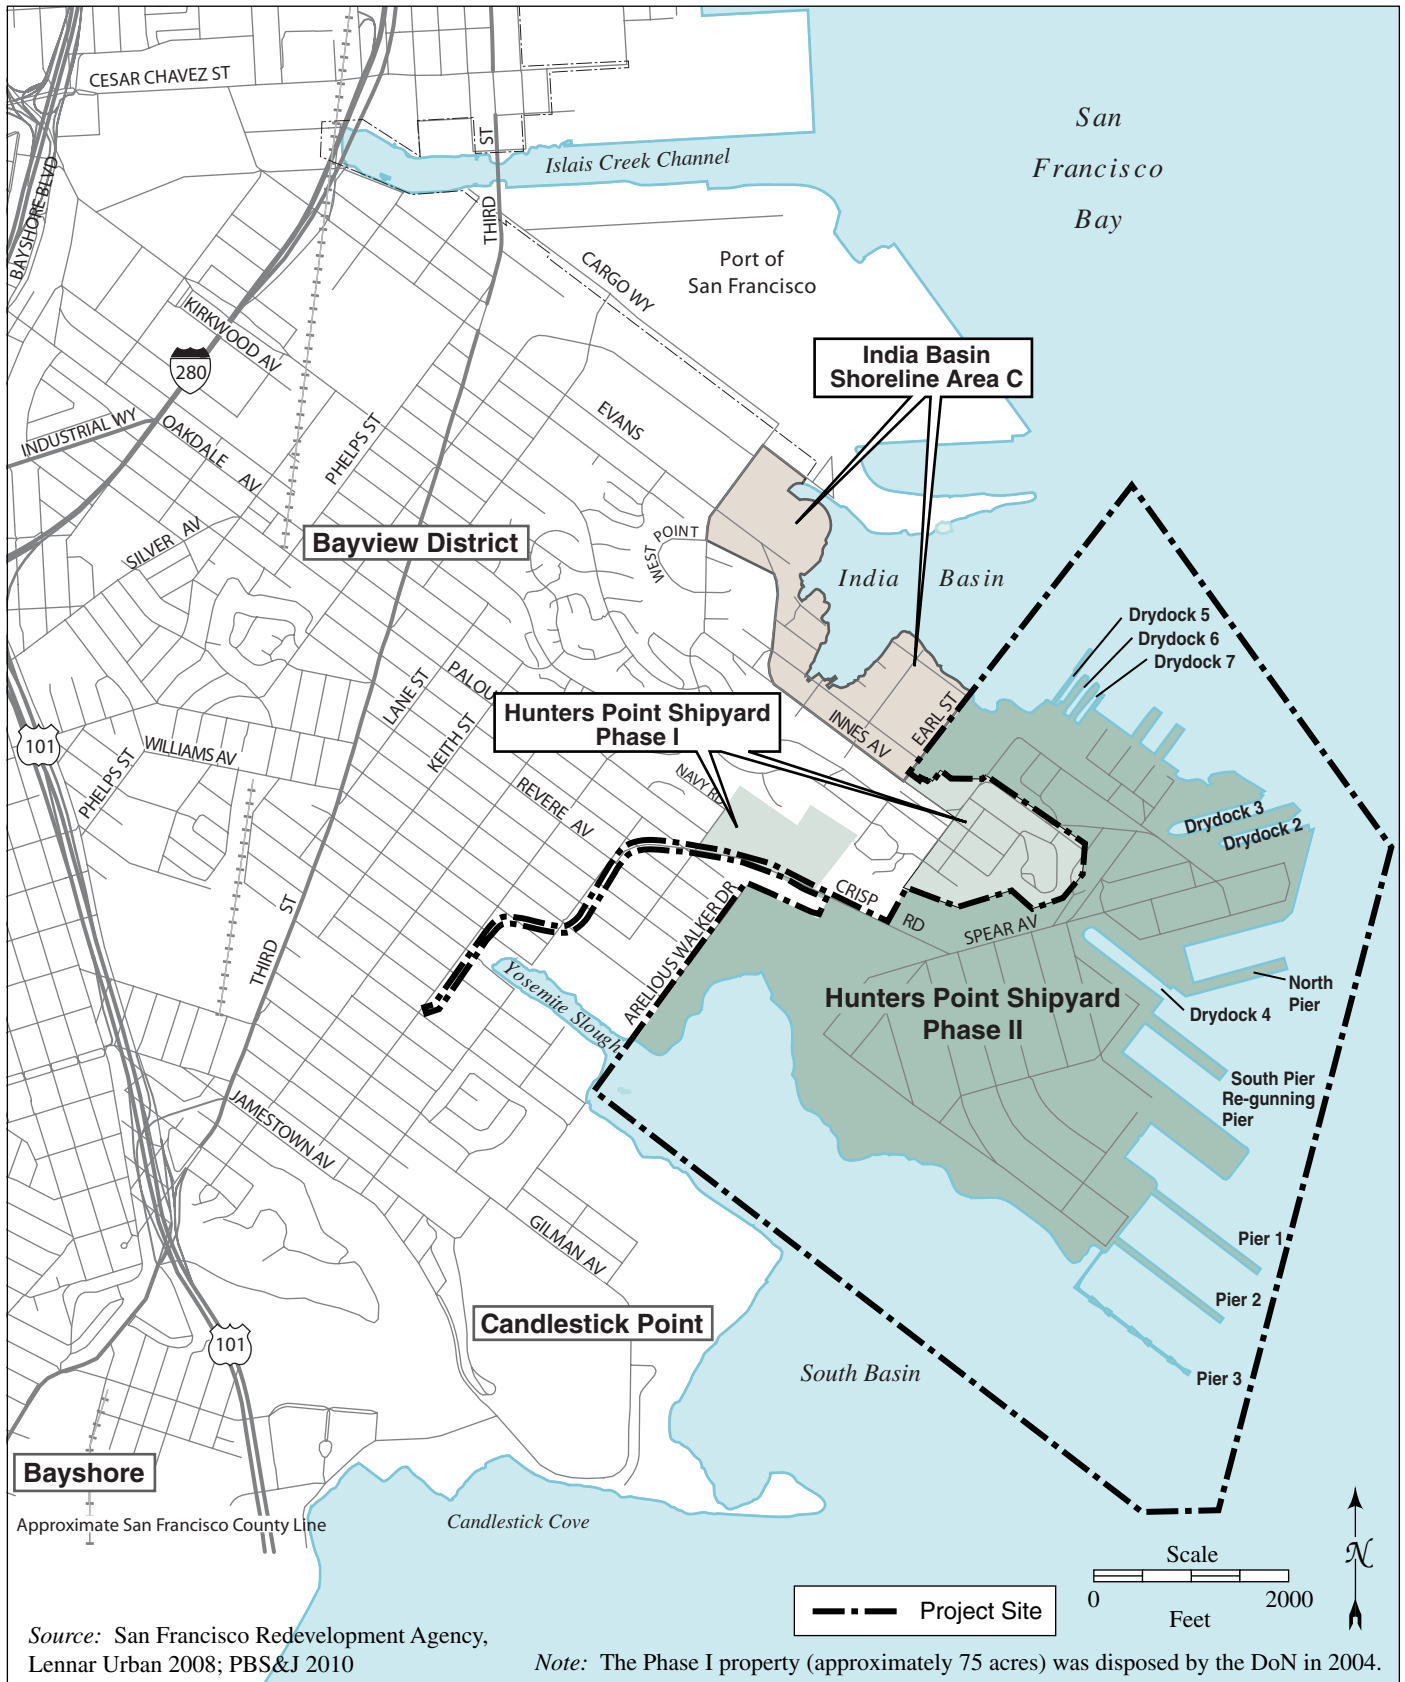 CESAR CHAVEZ ST
BAYSHORE BLVD
San
Francisco
Bay
THIRD ST
Islais Creek Channel
CARGO WY
Port of
San Francisco
KIRKWOOD AV
280
India Basin
Shoreline Area C
INDUSTRIAL WY
OAKDALE AV
PHELPS ST
EVANS
SILVER AV
Bayview District
WEST POINT
India Basin
Drydock 5
Drydock 6
Drydock 7
LANE ST
PALOU
KEITH ST
Hunters Point Shipyard
Phase I
INNES AV
EARL ST
101
PHELPS ST
WILLIAMS AV
REVERE AV
NAVY RD
Drydock 3
Drydock 2
THIRD ST
ARELIOUS WALKER DR
CRISP RD
SPEAR AV
Yosemite Slough
Hunters Point Shipyard
Phase II
North
Pier
Drydock 4
South Pier
Re-gunning
Pier
JAMESTOWN AV
GILMAN AV
Pier 1
Pier 2
Pier 3
Candlestick Point
101
South Basin
Bayshore
Approximate San Francisco County Line
Candlestick Cove
Scale
0 2000
Feet
N
Project Site
Source: San Francisco Redevelopment Agency,
Lennar Urban 2008; PBS&J 2010
Note: The Phase I property (approximately 75 acres) was disposed by the DoN in 2004.